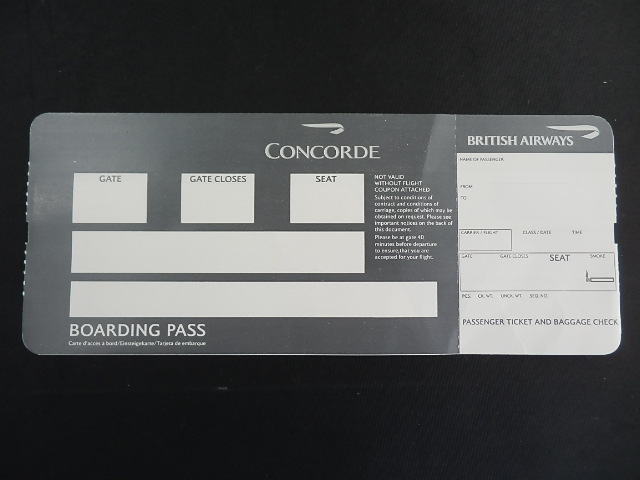 CONCORDE
GATE
GATE CLOSES
SEAT
NOT VALID
WITHOUT FLIGHT
COUPON ATTACHED
Subject to conditions of
contract and conditions of
carriage, copies of which may be
obtained on request. Please see
important notices on the back of
this document.
Please be at gate 40
minutes before departure
to ensure that you are
accepted for your flight.
BOARDING PASS
Carte d'accès à bord/Einsteigekarte/Tarjeta de embarque
BRITISH AIRWAYS
NAME OF PASSENGER
FROM
TO
CARRIER / FLIGHT CLASS / DATE TIME
GATE GATE CLOSES SEAT SMOKE
PCS. CK. WT. UNCK. WT. SEQ. NO.
PASSENGER TICKET AND BAGGAGE CHECK